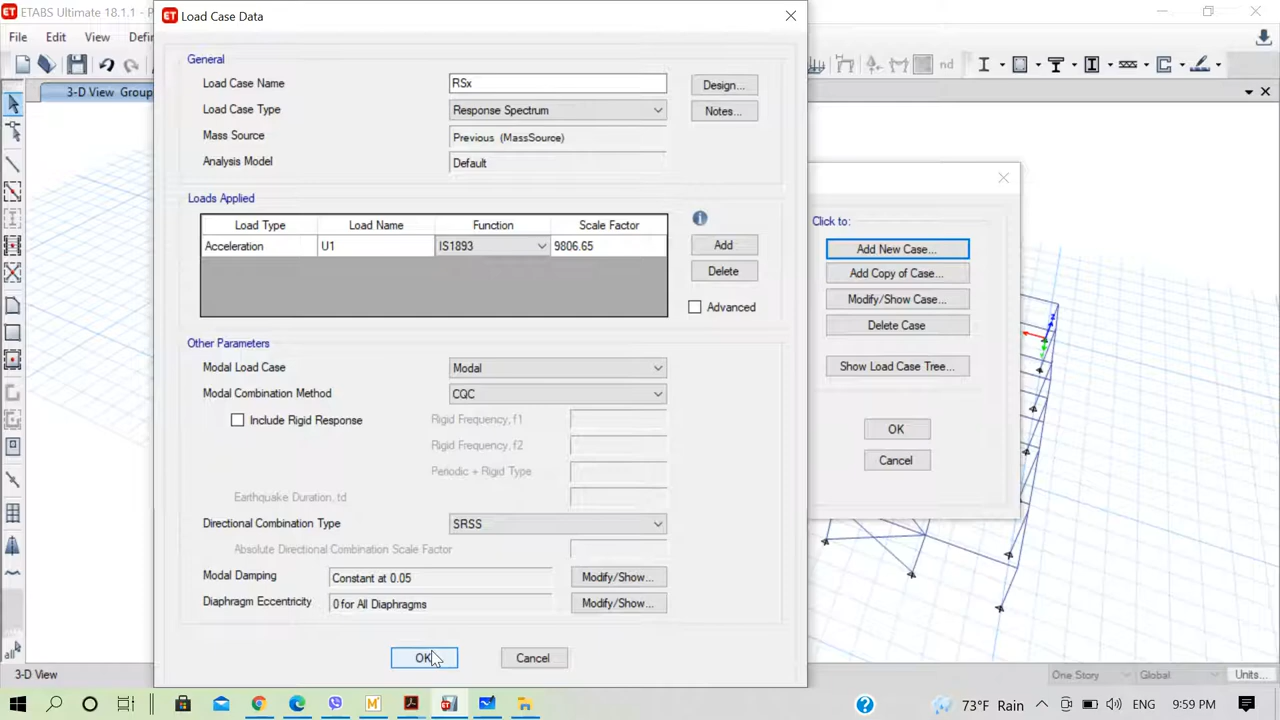 ETABS Ultimate 18.1.1 - P
File
Edit
View
Defi
3-D View Group
nd
Load Case Data
General
Load Case Name
RSx
Design...
Load Case Type
Response Spectrum
Notes...
Mass Source
Previous (MassSource)
Analysis Model
Default
Loads Applied
Load Type
Load Name
Function
Scale Factor
Acceleration
U1
IS1893
9806.65
Add
Delete
Advanced
Other Parameters
Modal Load Case
Modal
Modal Combination Method
CQC
Include Rigid Response
Rigid Frequency, f1
Rigid Frequency, f2
Periodic + Rigid Type
Earthquake Duration, td
Directional Combination Type
SRSS
Absolute Directional Combination Scale Factor
Modal Damping
Constant at 0.05
Modify/Show...
Diaphragm Eccentricity
0 for All Diaphragms
Modify/Show...
OK
Cancel
Click to:
Add New Case...
Add Copy of Case...
Modify/Show Case...
Delete Case
Show Load Case Tree...
OK
Cancel
all
3-D View
One Story
Global
Units...
73°F Rain
ENG
9:59 PM